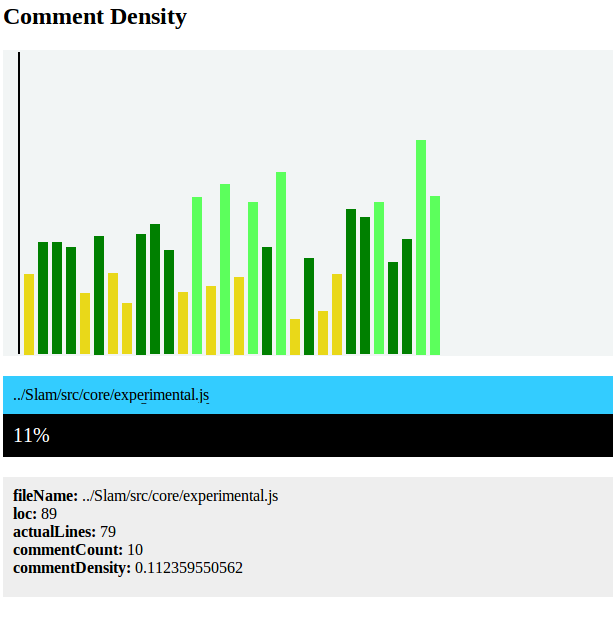 Comment Density
../Slam/src/core/experimental.js
11%
fileName: ../Slam/src/core/experimental.js
loc: 89
actualLines: 79
commentCount: 10
commentDensity: 0.112359550562